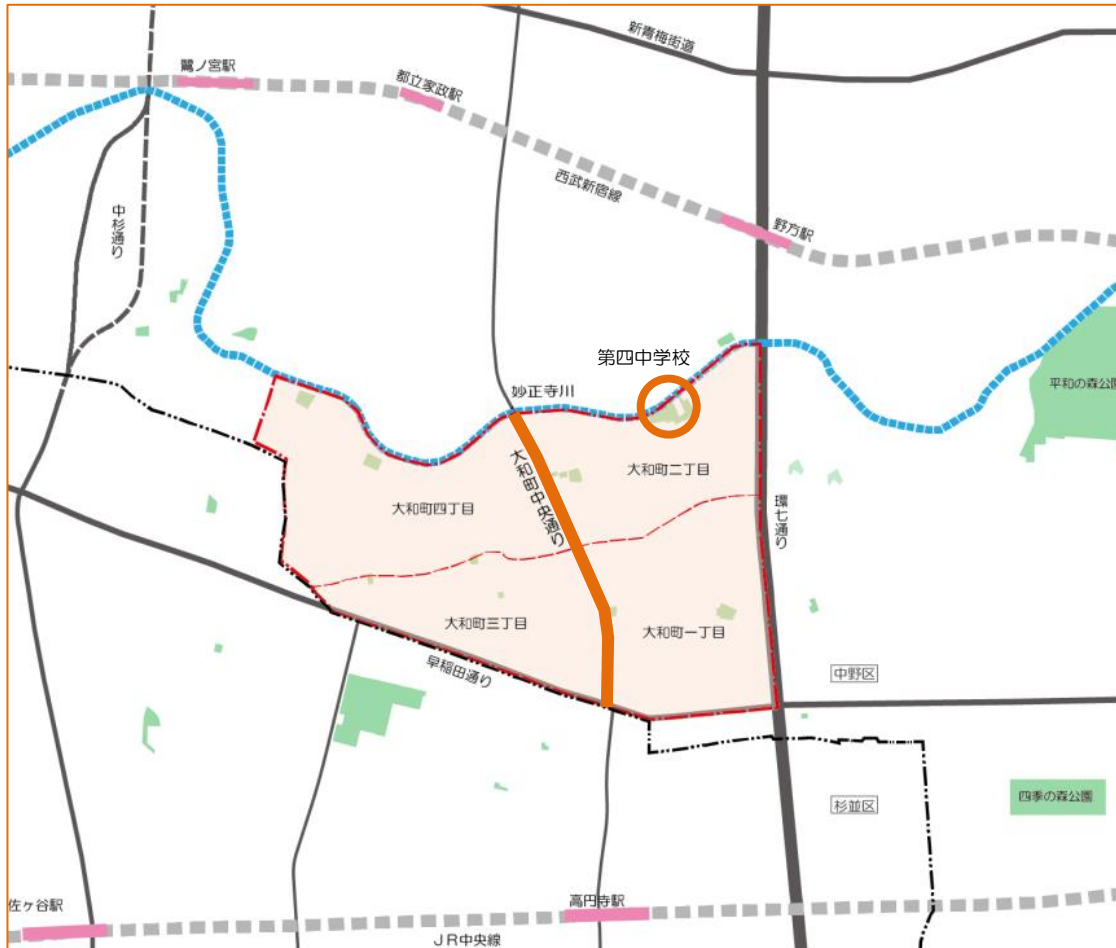 新青梅街道
鷺ノ宮駅
都立家政駅
西武新宿線
野方駅
中杉通り
第四中学校
妙正寺川
平和の森公園
大和町中央通り
大和町二丁目
大和町四丁目
環七通り
大和町三丁目
大和町一丁目
早稲田通り
中野区
杉並区
四季の森公園
佐ヶ谷駅
高円寺駅
JR中央線